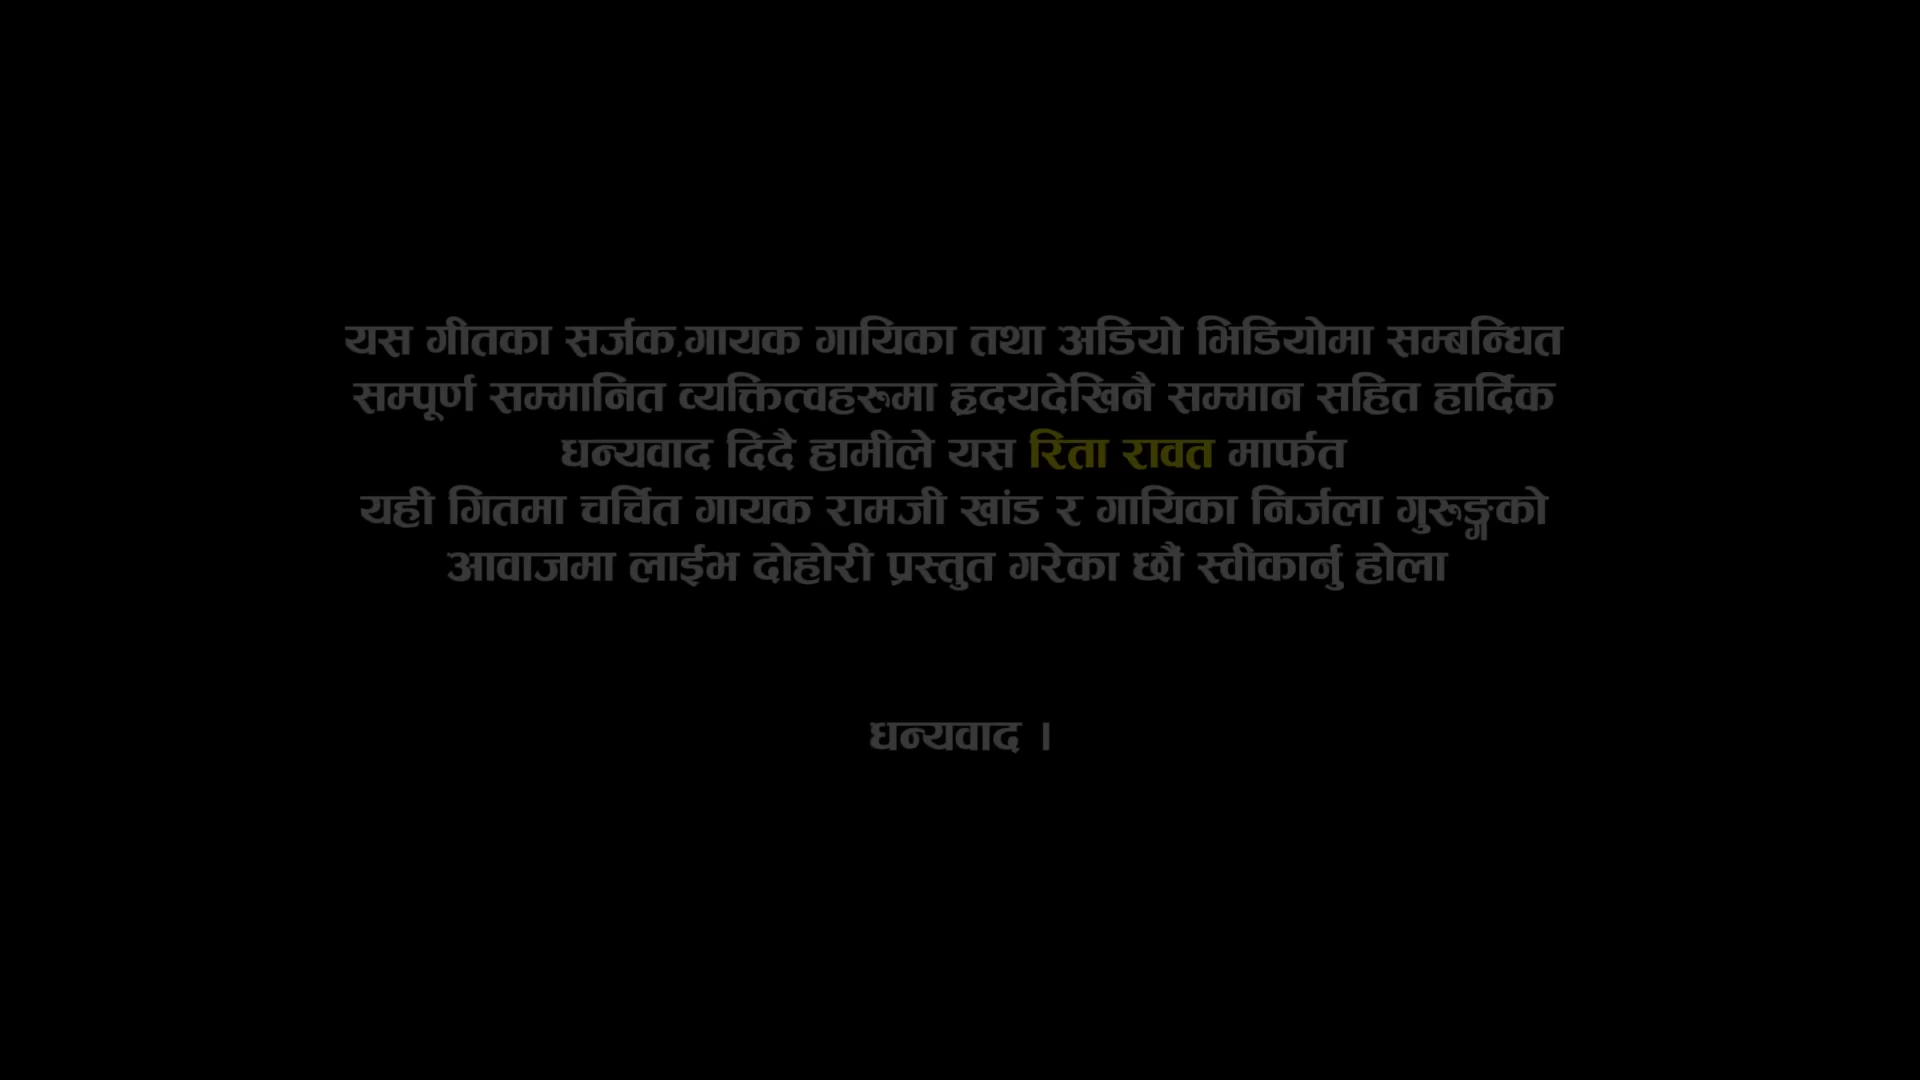 यस गीतका सर्जक,गायक गायिका तथा अडियो भिडियोमा सम्बन्धित
सम्पूर्ण सम्मानित व्यक्तित्वहरुमा ह्रदयदेखिनै सम्मान सहित हार्दिक
धन्यवाद दिदै हामीले यस रिता रावत मार्फत
यही गितमा चर्चित गायक रामजी खांड र गायिका निर्जला गुरुङ्गको
आवाजमा लाईभ दोहोरी प्रस्तुत गरेका छौं स्वीकार्नु होला
धन्यवाद ।